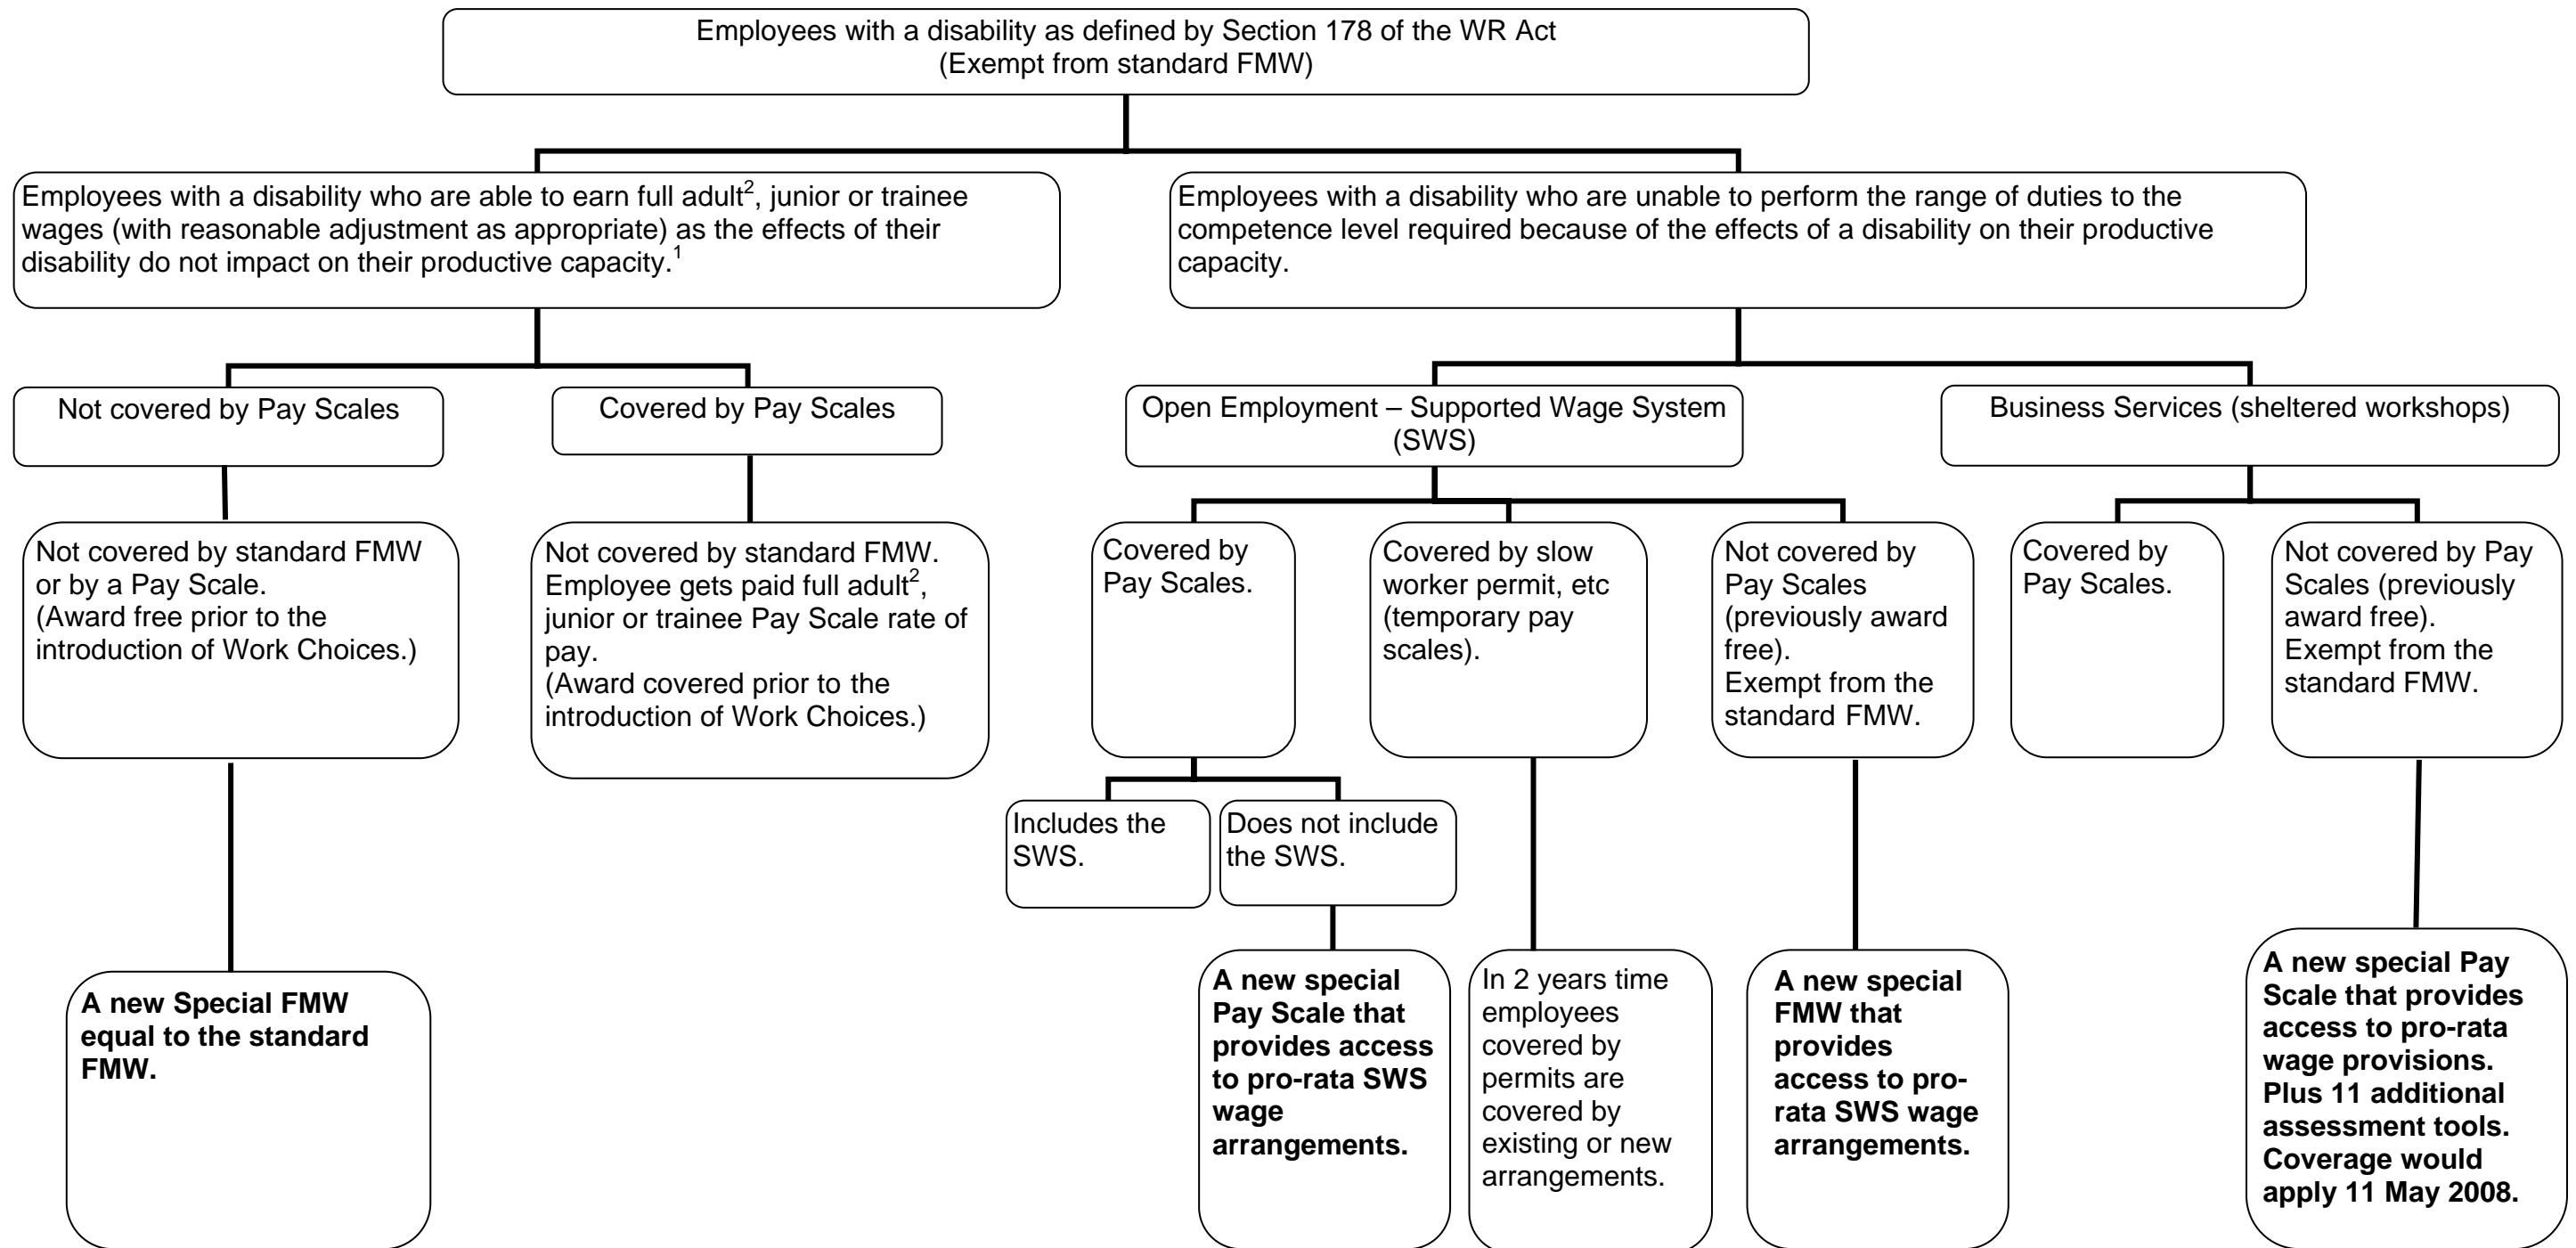 Employees with a disability as defined by Section 178 of the WR Act
(Exempt from standard FMW)
Employees with a disability who are able to earn full adult², junior or trainee
wages (with reasonable adjustment as appropriate) as the effects of their
disability do not impact on their productive capacity.¹
Employees with a disability who are unable to perform the range of duties to the
competence level required because of the effects of a disability on their productive
capacity.
Not covered by Pay Scales
Covered by Pay Scales
Open Employment – Supported Wage System
(SWS)
Business Services (sheltered workshops)
Not covered by standard FMW
or by a Pay Scale.
(Award free prior to the
introduction of Work Choices.)
Not covered by standard FMW.
Employee gets paid full adult²,
junior or trainee Pay Scale rate of
pay.
(Award covered prior to the
introduction of Work Choices.)
Covered by
Pay Scales.
Covered by slow
worker permit, etc
(temporary pay
scales).
Not covered by
Pay Scales
(previously award
free).
Exempt from the
standard FMW.
Covered by
Pay Scales.
Not covered by Pay
Scales (previously
award free).
Exempt from the
standard FMW.
Includes the
SWS.
Does not include
the SWS.
A new Special FMW
equal to the standard
FMW.
A new special
Pay Scale that
provides access
to pro-rata SWS
wage
arrangements.
In 2 years time
employees
covered by
permits are
covered by
existing or new
arrangements.
A new special
FMW that
provides
access to pro-
rata SWS wage
arrangements.
A new special Pay
Scale that provides
access to pro-rata
wage provisions.
Plus 11 additional
assessment tools.
Coverage would
apply 11 May 2008.